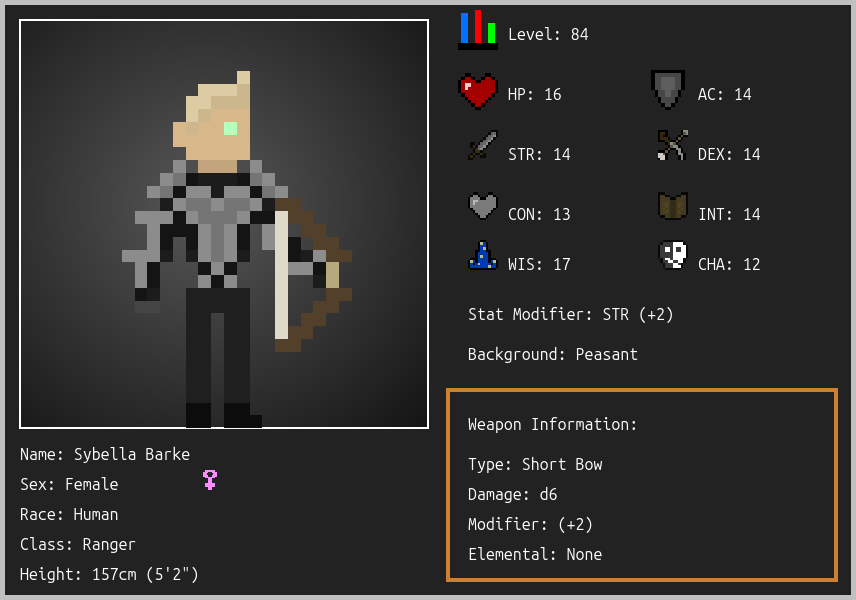 Level: 84
HP: 16
AC: 14
STR: 14
DEX: 14
CON: 13
INT: 14
WIS: 17
CHA: 12
Stat Modifier: STR (+2)
Background: Peasant
Weapon Information:
Type: Short Bow
Damage: d6
Modifier: (+2)
Elemental: None
Name: Sybella Barke
Sex: Female
Race: Human
Class: Ranger
Height: 157cm (5'2")